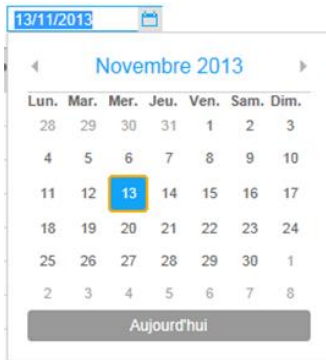 13/11/2013
Novembre 2013
Lun. Mar. Mer. Jeu. Ven. Sam. Dim.
28 29 30 31 1 2 3
4 5 6 7 8 9 10
11 12 13 14 15 16 17
18 19 20 21 22 23 24
25 26 27 28 29 30 1
2 3 4 5 6 7 8
Aujourd'hui